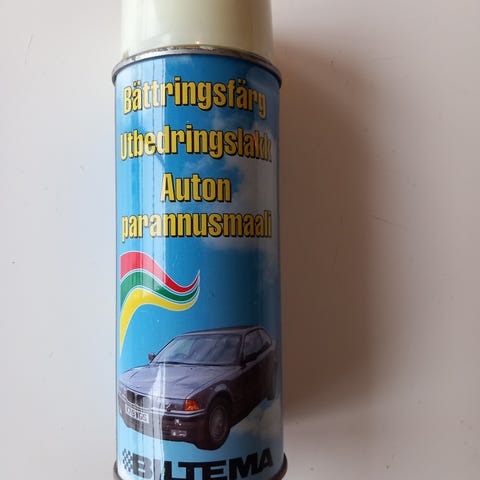 Bättringsfärg
Utbedringslakk
Auton
parannusmaali
BILTEMA